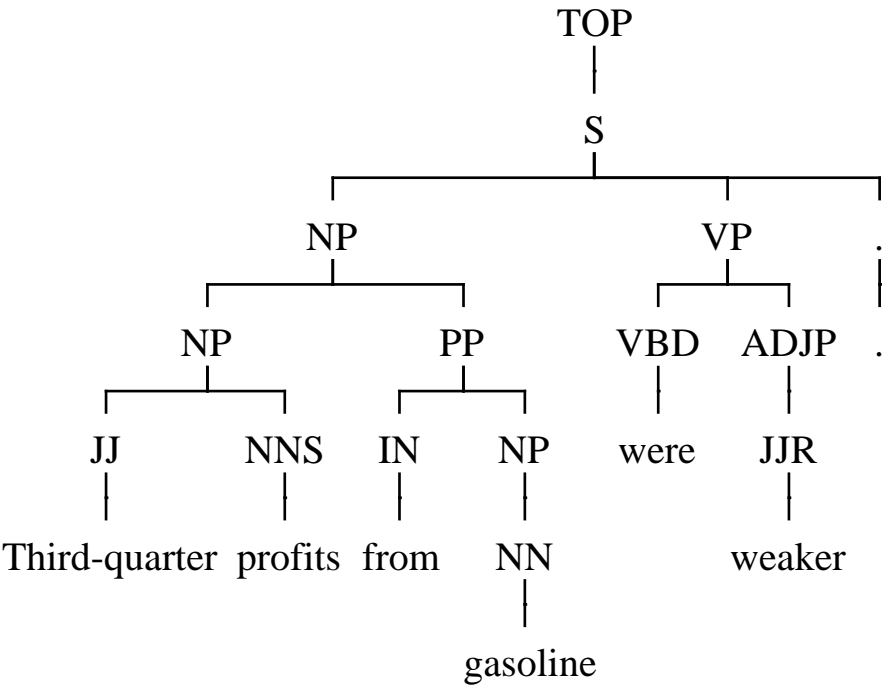 TOP
S
NP VP .
NP PP VBD ADJP .
JJ NNS IN NP were JJR
Third-quarter profits from NN weaker
gasoline